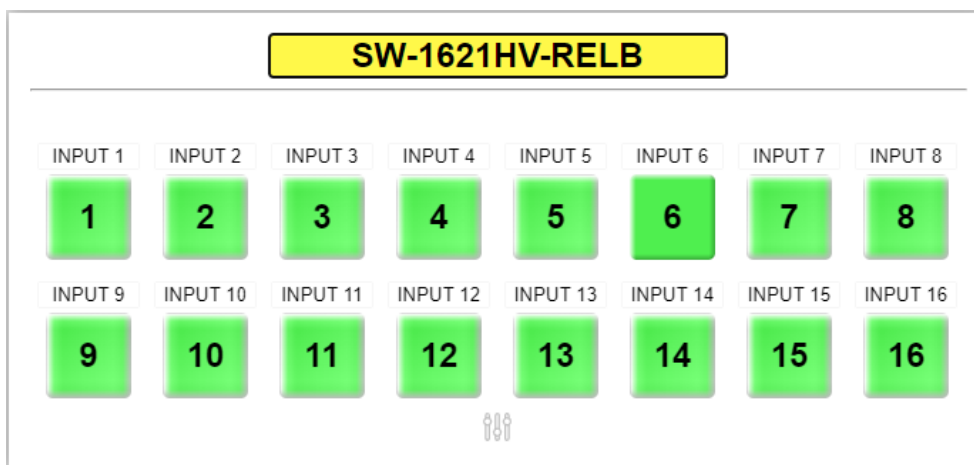 SW-1621HV-RELB
INPUT 1 INPUT 2 INPUT 3 INPUT 4 INPUT 5 INPUT 6 INPUT 7 INPUT 8
1 2 3 4 5 6 7 8
INPUT 9 INPUT 10 INPUT 11 INPUT 12 INPUT 13 INPUT 14 INPUT 15 INPUT 16
9 10 11 12 13 14 15 16